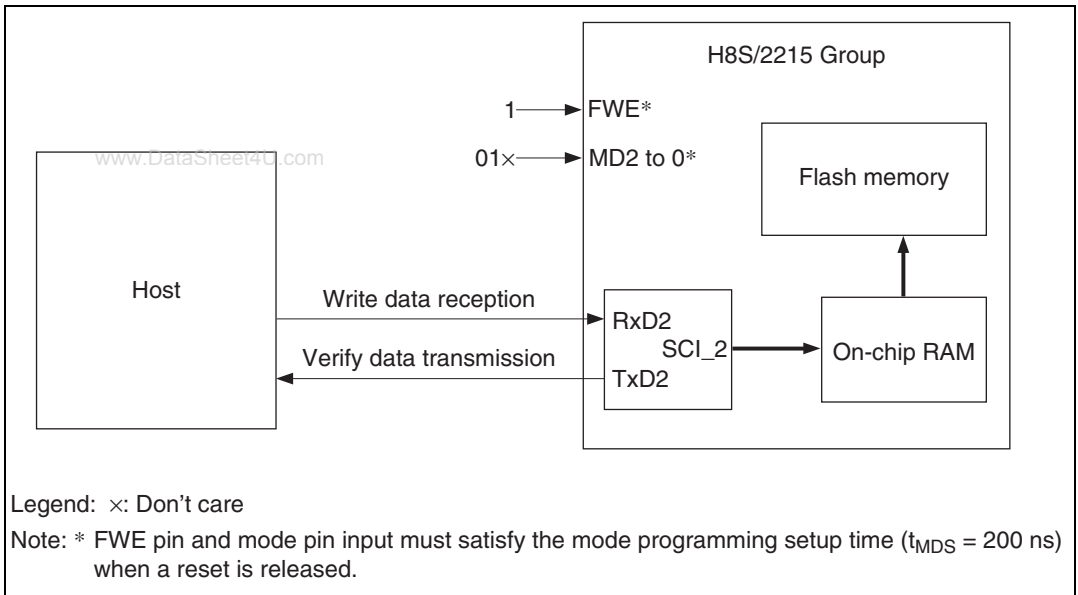 H8S/2215 Group
1
FWE*
www.DataSheet4U.com
01×
MD2 to 0*
Flash memory
Host
Write data reception
RxD2
SCI_2
On-chip RAM
Verify data transmission
TxD2
Legend: ×: Don't care
Note: * FWE pin and mode pin input must satisfy the mode programming setup time (tMDS = 200 ns)
when a reset is released.